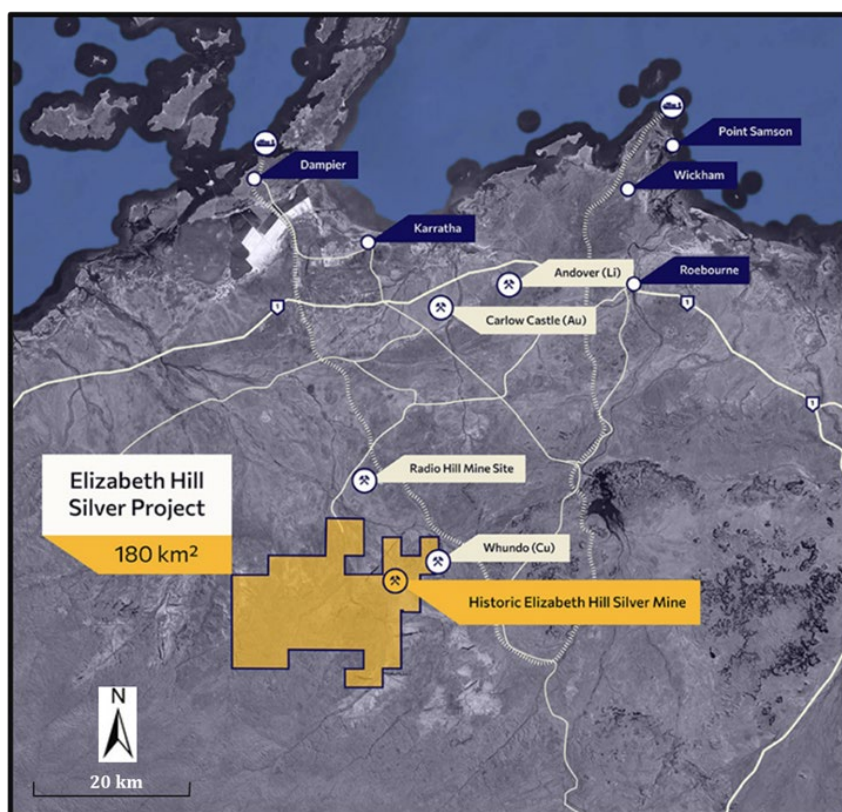 Point Samson
Dampier
Wickham
Karratha
Andover (Li)
Roebourne
1
1
Carlow Castle (Au)
1
Radio Hill Mine Site
Elizabeth Hill
Silver Project
180 km²
Whundo (Cu)
Historic Elizabeth Hill Silver Mine
N
20 km